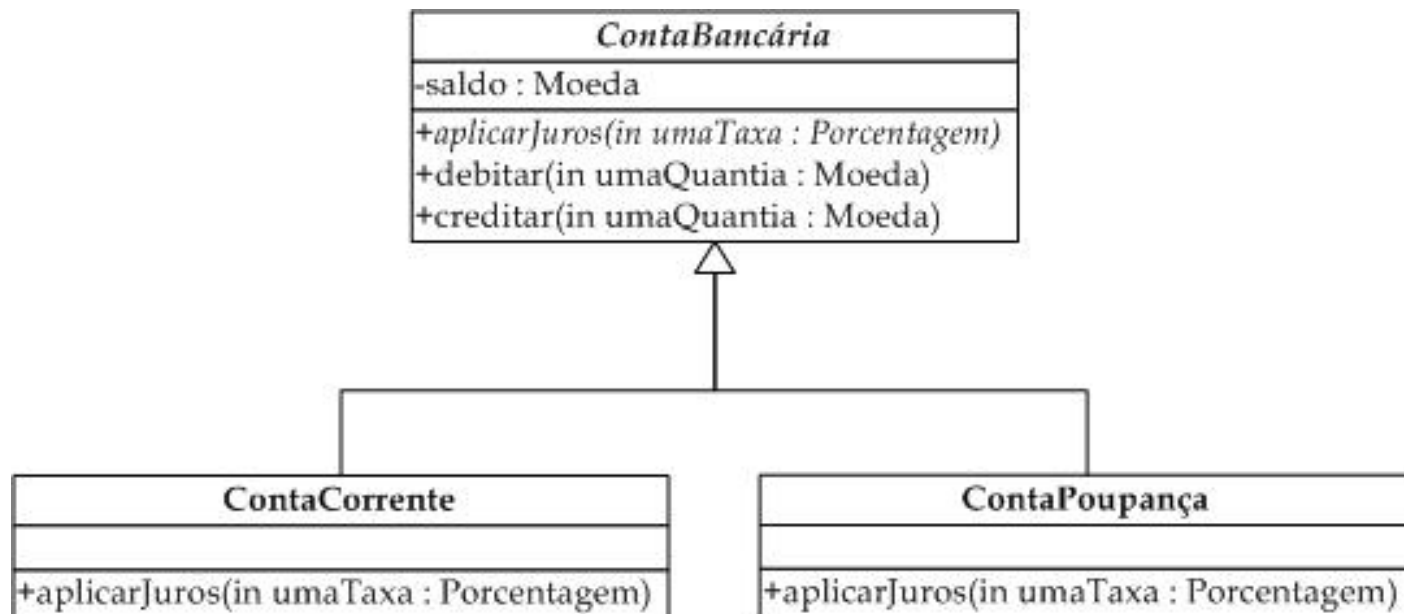 ContaBancária
-saldo : Moeda
+aplicarJuros(in umaTaxa : Porcentagem)
+debitar(in umaQuantia : Moeda)
+creditar(in umaQuantia : Moeda)
ContaCorrente
+aplicarJuros(in umaTaxa : Porcentagem)
ContaPoupança
+aplicarJuros(in umaTaxa : Porcentagem)